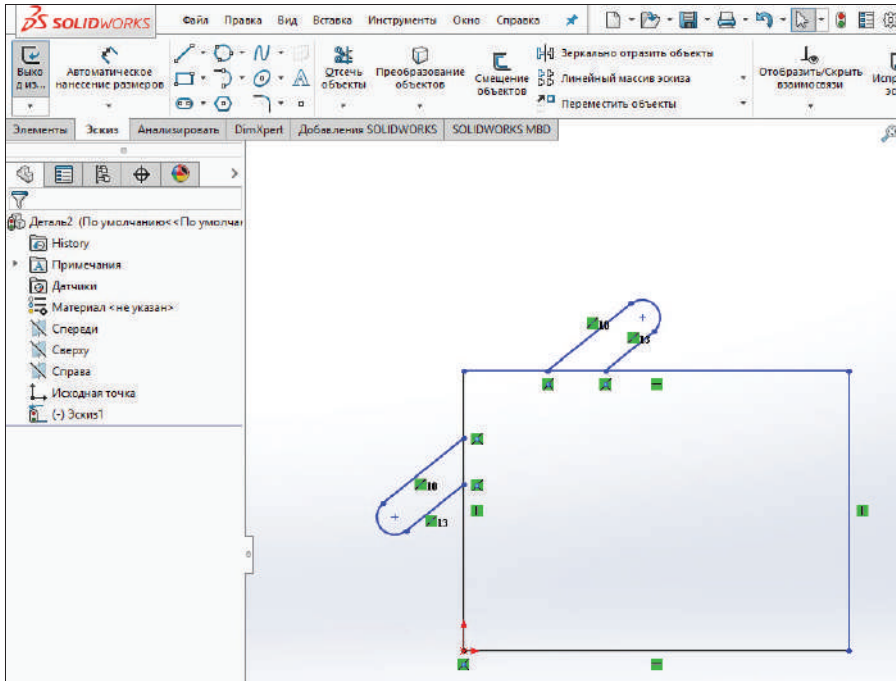 SOLIDWORKS Файл Правка Вид Вставка Инструменты Окно Справка
Выхо д из...
Автоматическое нанесение размеров
Отсечь объекты
Преобразование объектов
Смещение объектов
Зеркально отразить объекты
Линейный массив эскиза
Переместить объекты
Отобразить/Скрыть взаимосвязи
Элементы Эскиз Анализировать DimXpert Добавления SOLIDWORKS SOLIDWORKS MBD
Деталь2 (По умолчанию<<По умолчан
History
Примечания
Датчики
Материал <не указан>
Спереди
Сверху
Справа
Исходная точка
(-) Эскиз1
10
13
10
13